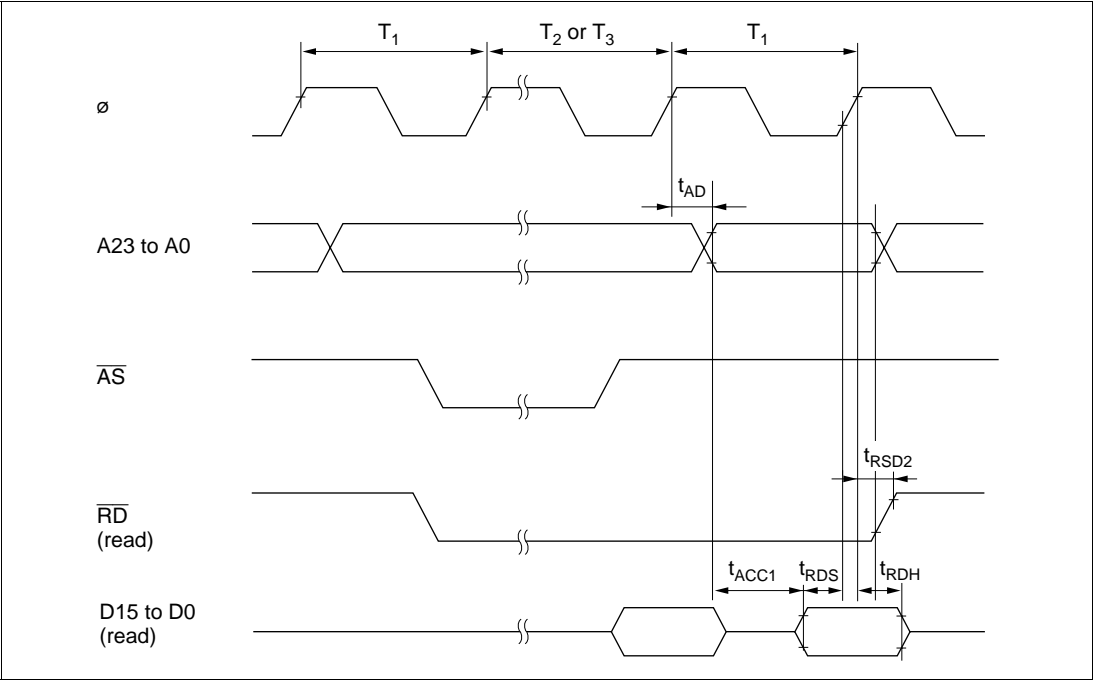 T1 T2 or T3 T1
ø
tAD
A23 to A0
AS
tRSD2
RD
(read)
tACC1 tRDS tRDH
D15 to D0
(read)